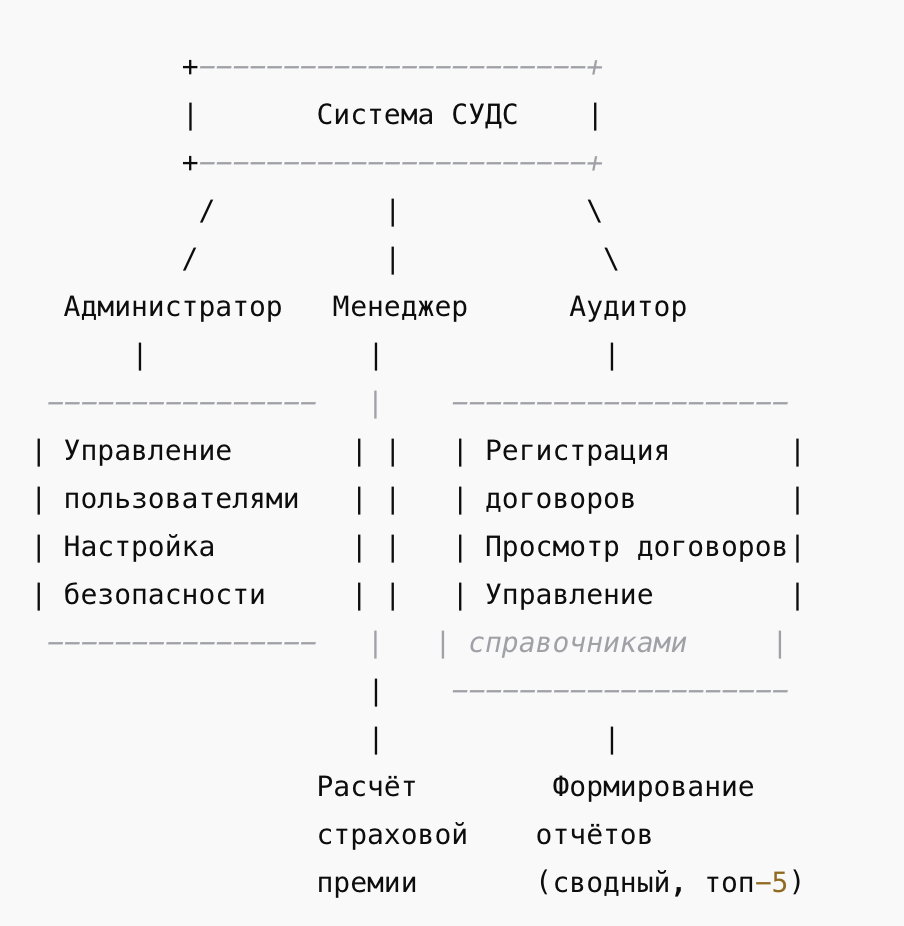 +-----------------------+
|       Система СУДС    |
+-----------------------+
/          |           \
/           |            \
Администратор   Менеджер      Аудитор
|             |             |
----------------   |    --------------------
| Управление       | |   | Регистрация       |
| пользователями   | |   | договоров         |
| Настройка        | |   | Просмотр договоров|
| безопасности     | |   | Управление        |
----------------   |   | справочниками     |
|    --------------------
|             |
Расчёт        Формирование
страховой    отчётов
премии       (сводный, топ-5)